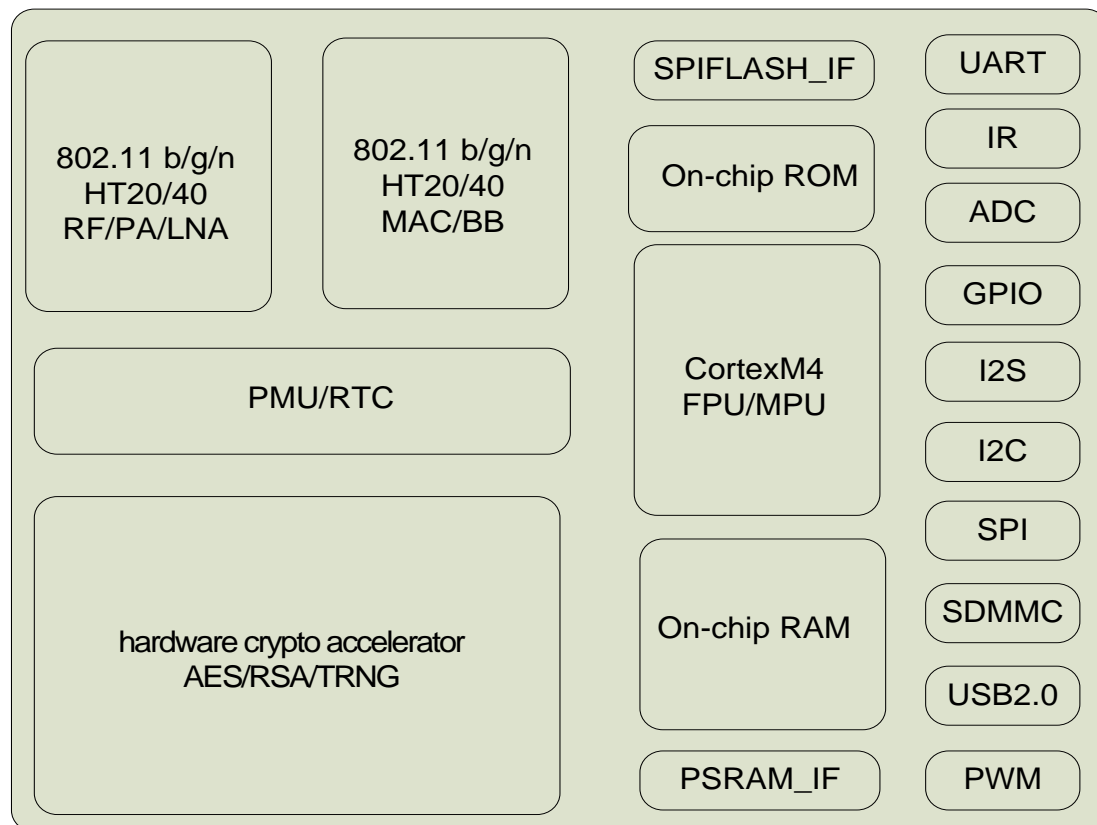 802.11 b/g/n
HT20/40
RF/PA/LNA
802.11 b/g/n
HT20/40
MAC/BB
PMU/RTC
hardware crypto accelerator
AES/RSA/TRNG
SPIFLASH_IF
On-chip ROM
CortexM4
FPU/MPU
On-chip RAM
PSRAM_IF
UART
IR
ADC
GPIO
I2S
I2C
SPI
SDMMC
USB2.0
PWM